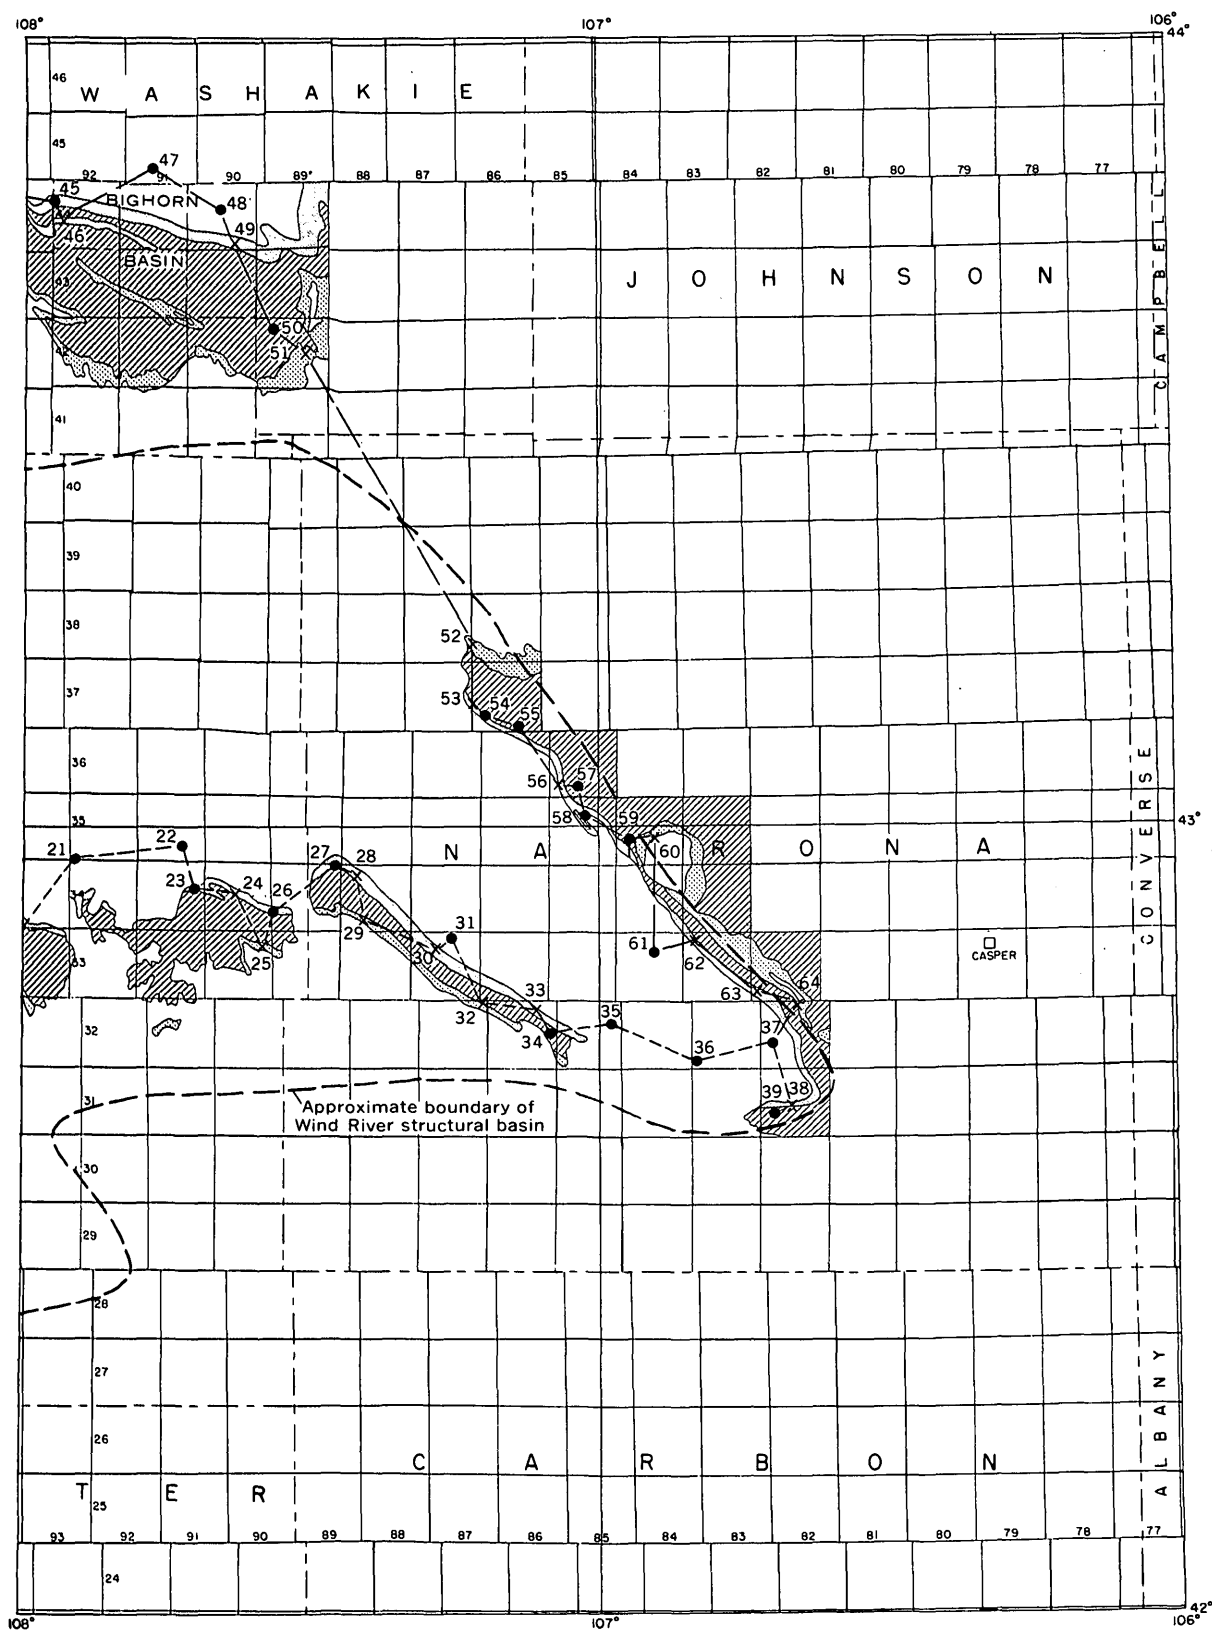 108° 107° 106°
44°
46 W A S H A K I E
45
47
92 91 90 89 88 87 86 85 84 83 82 81 80 79 78 77
45
BIGHORN 48
44
46 49
BASIN
43
J O H N S O N
CAMPBELL
50
51
42
41
40
39
38
52
37
53 54 55
36
56 57
CONVERSE
35 58 59 43°
21 22 27 28 N A R O N A
60
23 24 26
34
29 31
61
30 62 CASPER
25
33
63 64
33
32
32 34 35 37
36
39 38
31
Approximate boundary of
Wind River structural basin
30
29
28
27
ALBANY
26
C A R B O N
T E R
25
93 92 91 90 89 88 87 86 85 84 83 82 81 80 79 78 77
24
108° 107° 106°
42°